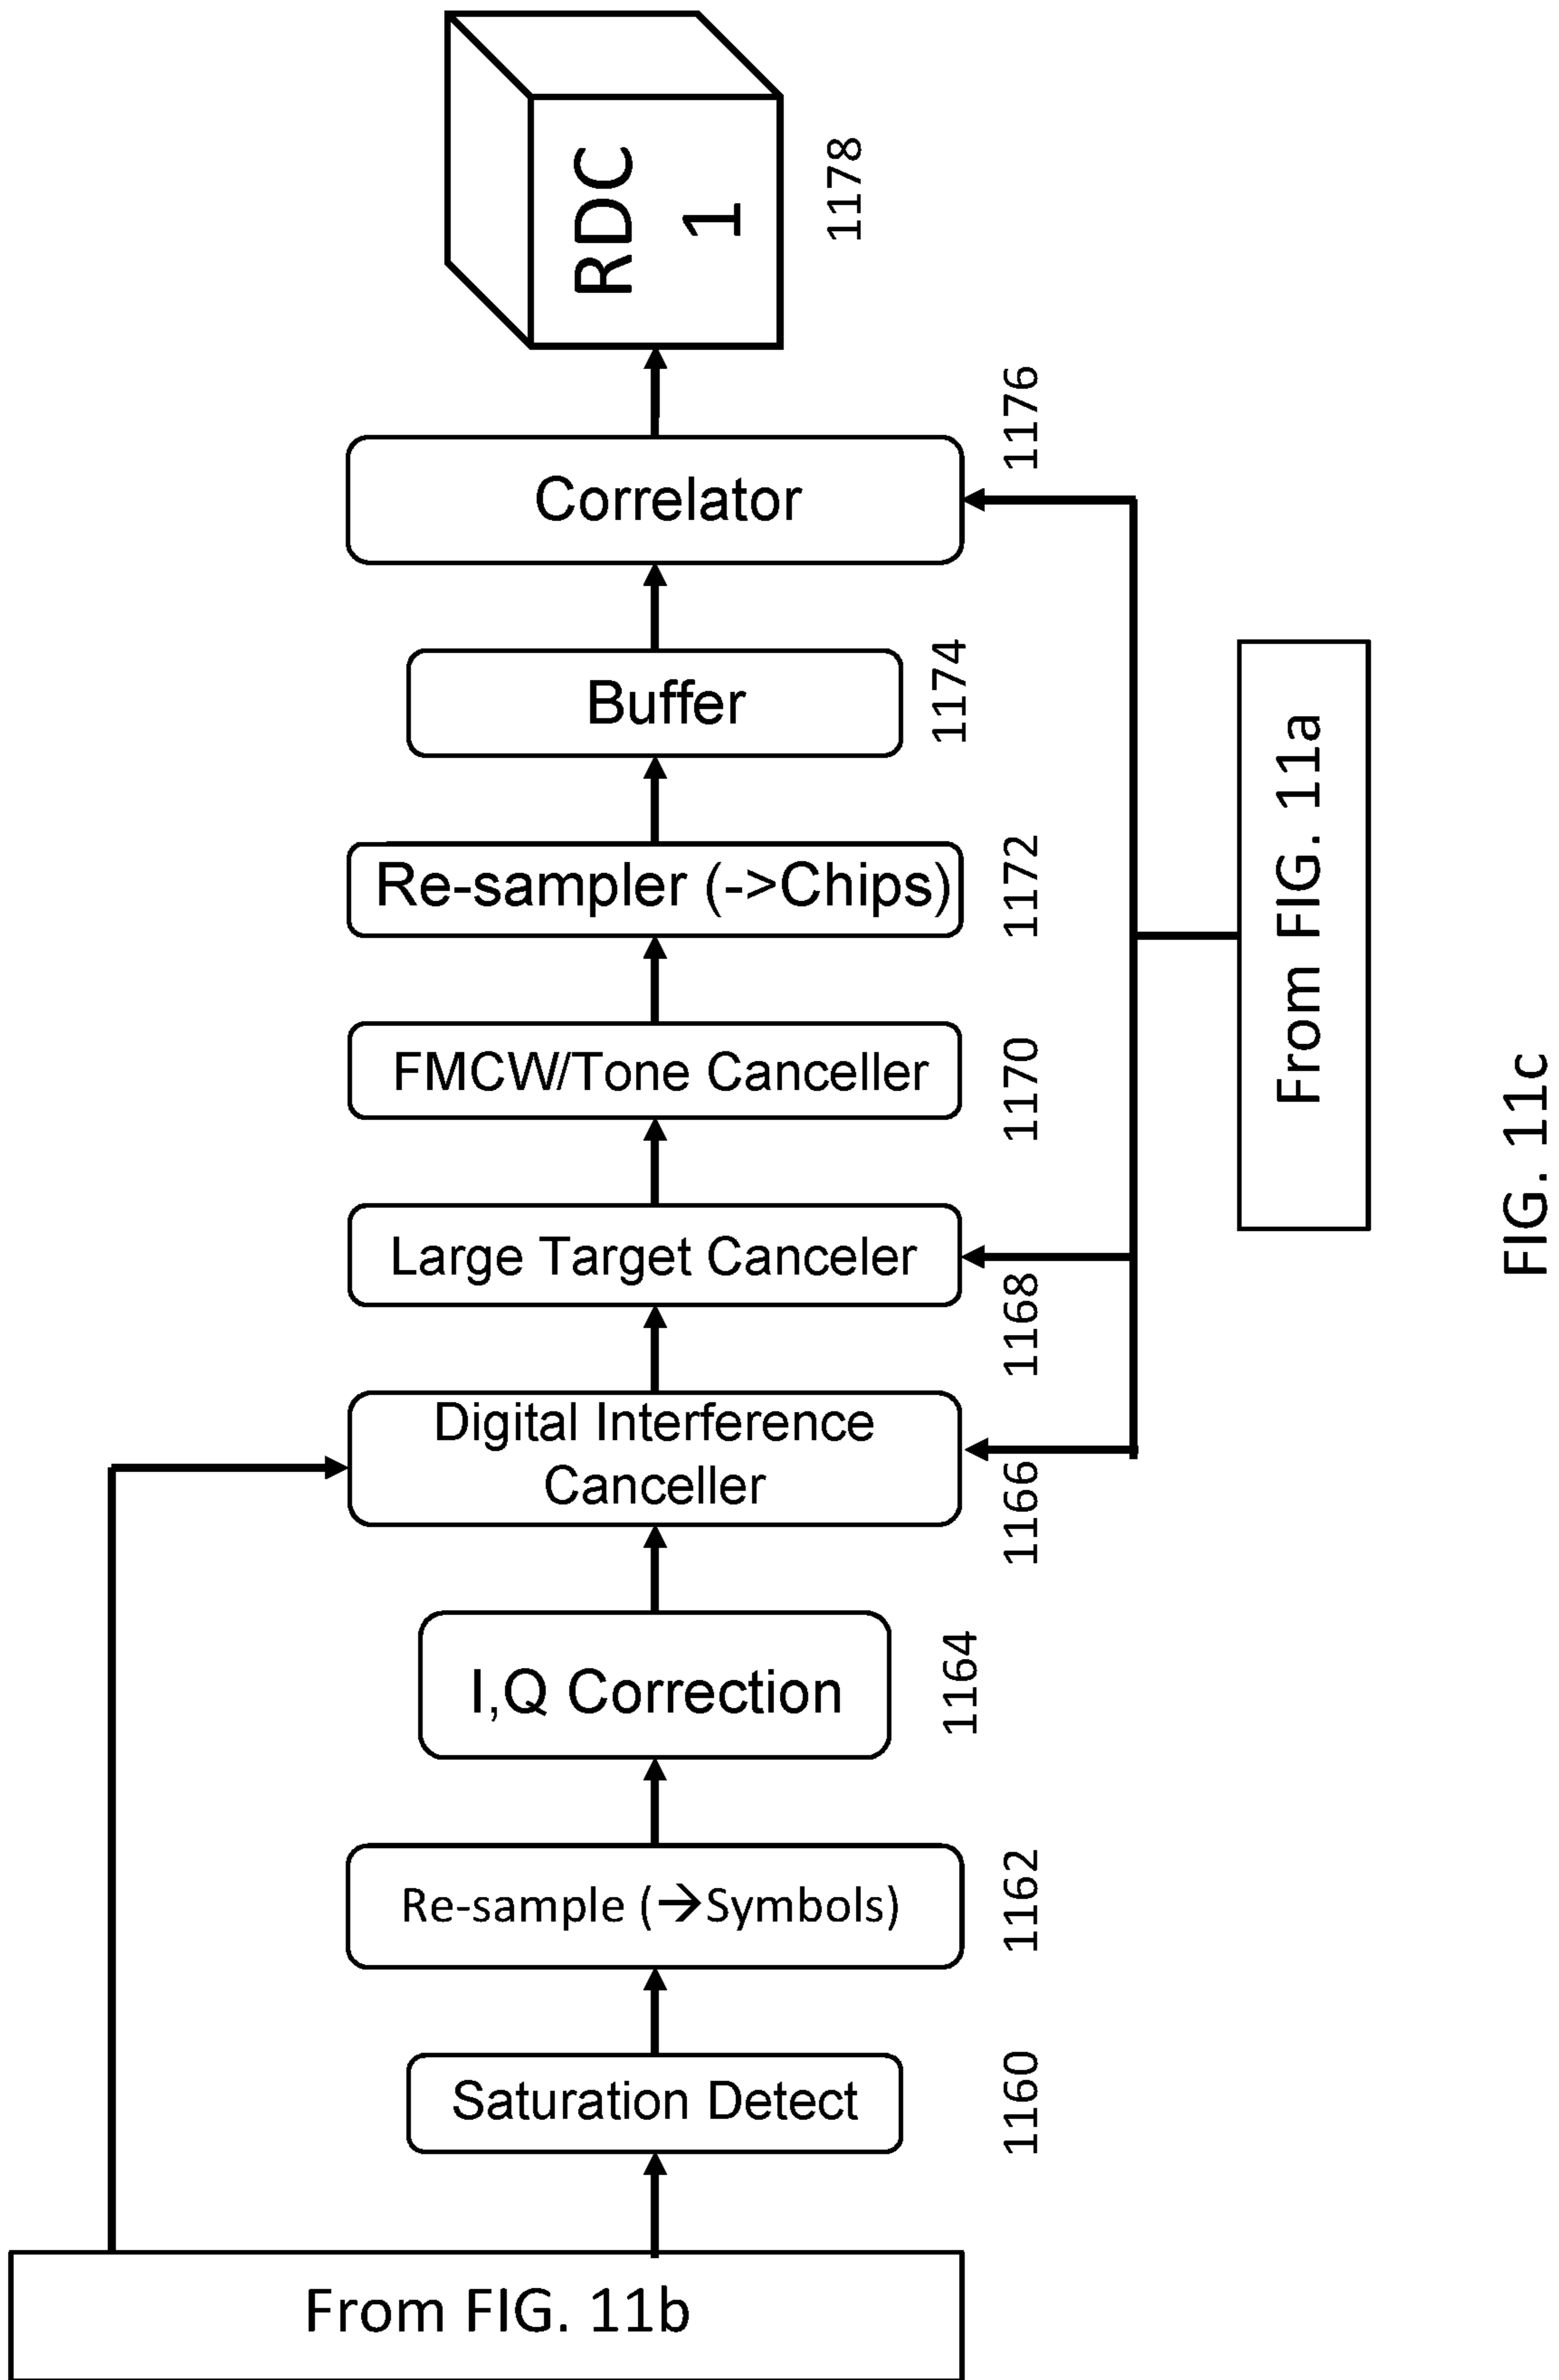 RDC
1
1178
Correlator
1176
Buffer
1174
Re-sampler (->Chips)
1172
FMCW/Tone Canceller
1170
Large Target Canceler
1168
Digital Interference
Canceller
1166
I,Q Correction
1164
Re-sample (→Symbols)
1162
Saturation Detect
1160
From FIG. 11b
From FIG. 11a
FIG. 11c